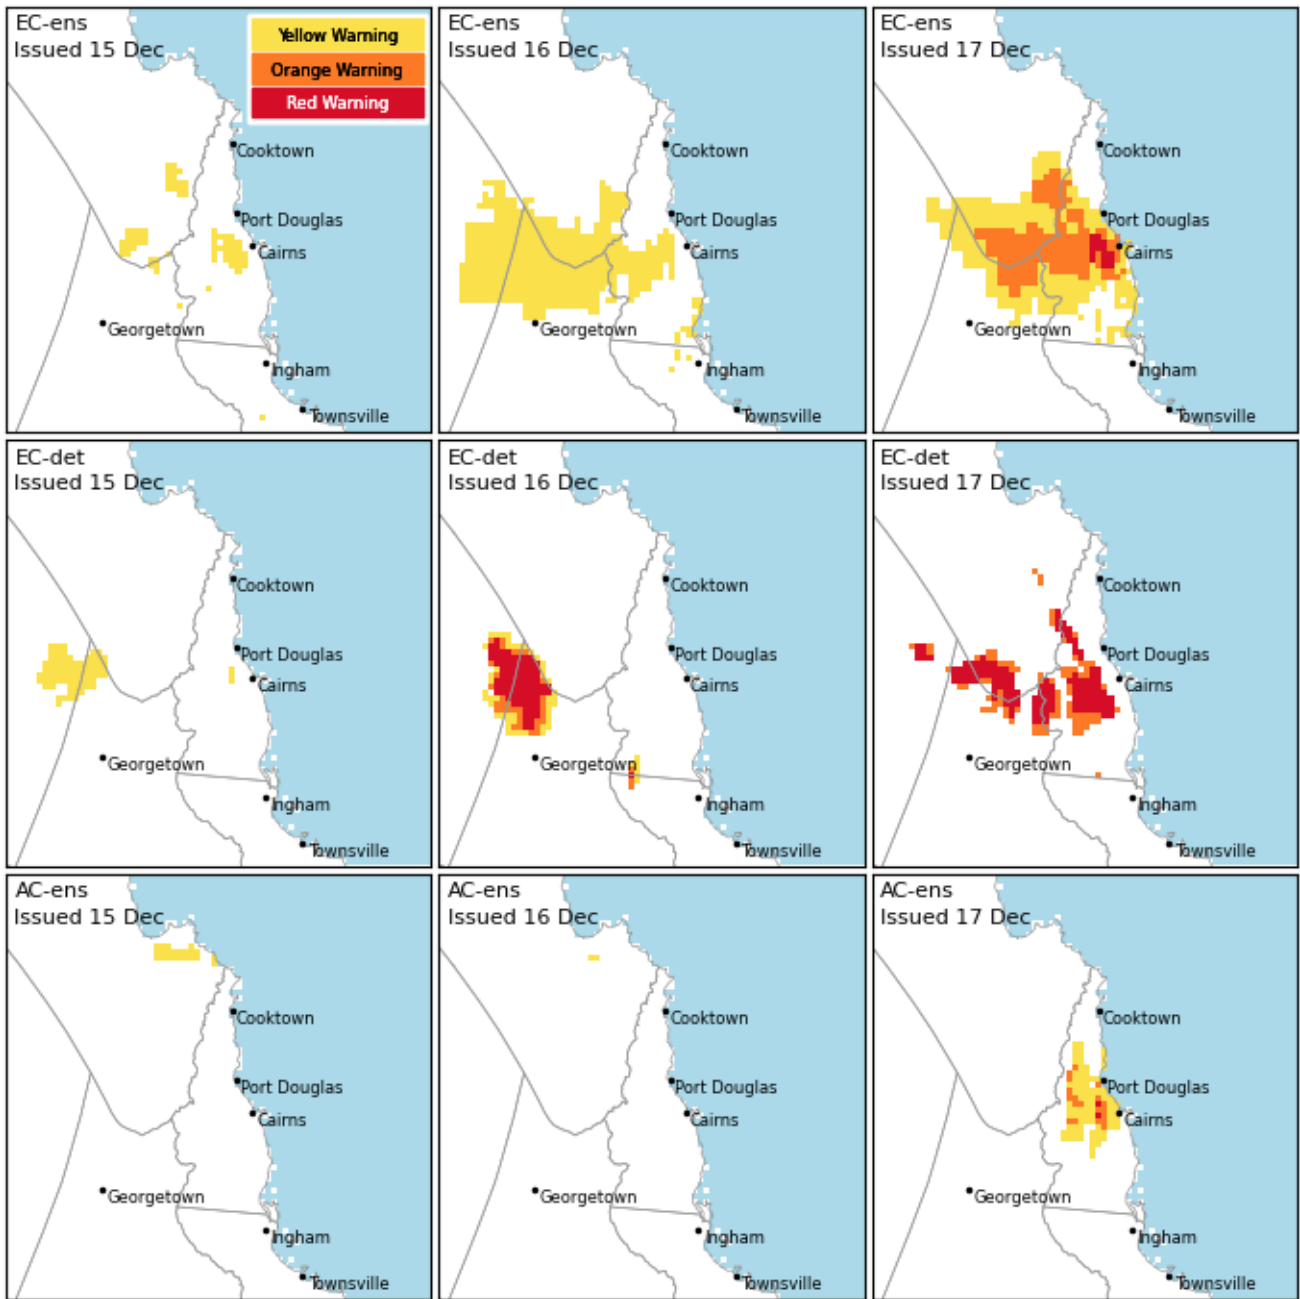 EC-ens
Issued 15 Dec
Yellow Warning
Orange Warning
Red Warning
Cooktown
Port Douglas
Cairns
Georgetown
Ingham
Townsville
EC-ens
Issued 16 Dec
Cooktown
Port Douglas
Cairns
Georgetown
Ingham
Townsville
EC-ens
Issued 17 Dec
Cooktown
Port Douglas
Cairns
Georgetown
Ingham
Townsville
EC-det
Issued 15 Dec
Cooktown
Port Douglas
Cairns
Georgetown
Ingham
Townsville
EC-det
Issued 16 Dec
Cooktown
Port Douglas
Cairns
Georgetown
Ingham
Townsville
EC-det
Issued 17 Dec
Cooktown
Port Douglas
Cairns
Georgetown
Ingham
Townsville
AC-ens
Issued 15 Dec
Cooktown
Port Douglas
Cairns
Georgetown
Ingham
Townsville
AC-ens
Issued 16 Dec
Cooktown
Port Douglas
Cairns
Georgetown
Ingham
Townsville
AC-ens
Issued 17 Dec
Cooktown
Port Douglas
Cairns
Georgetown
Ingham
Townsville